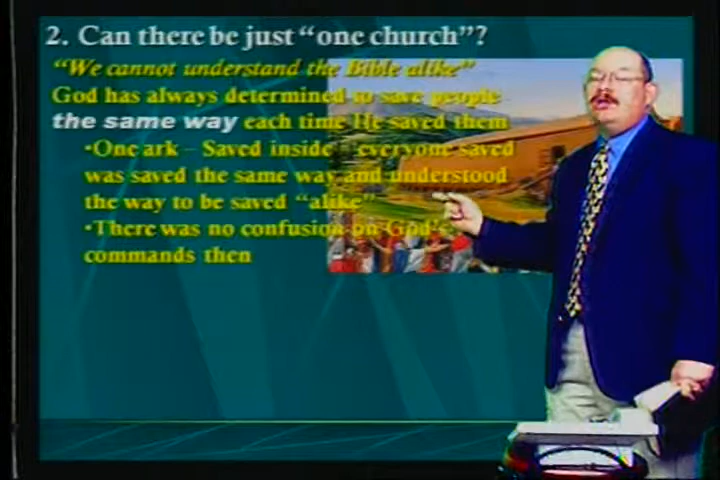 2. Can there be just “one church”?
“We cannot understand the Bible alike”
God has always determined to save people
the same way each time He saved them
•One ark – Saved inside – everyone saved
was saved the same way and understood
the way to be saved “alike”
•There was no confusion on God’s
commands then